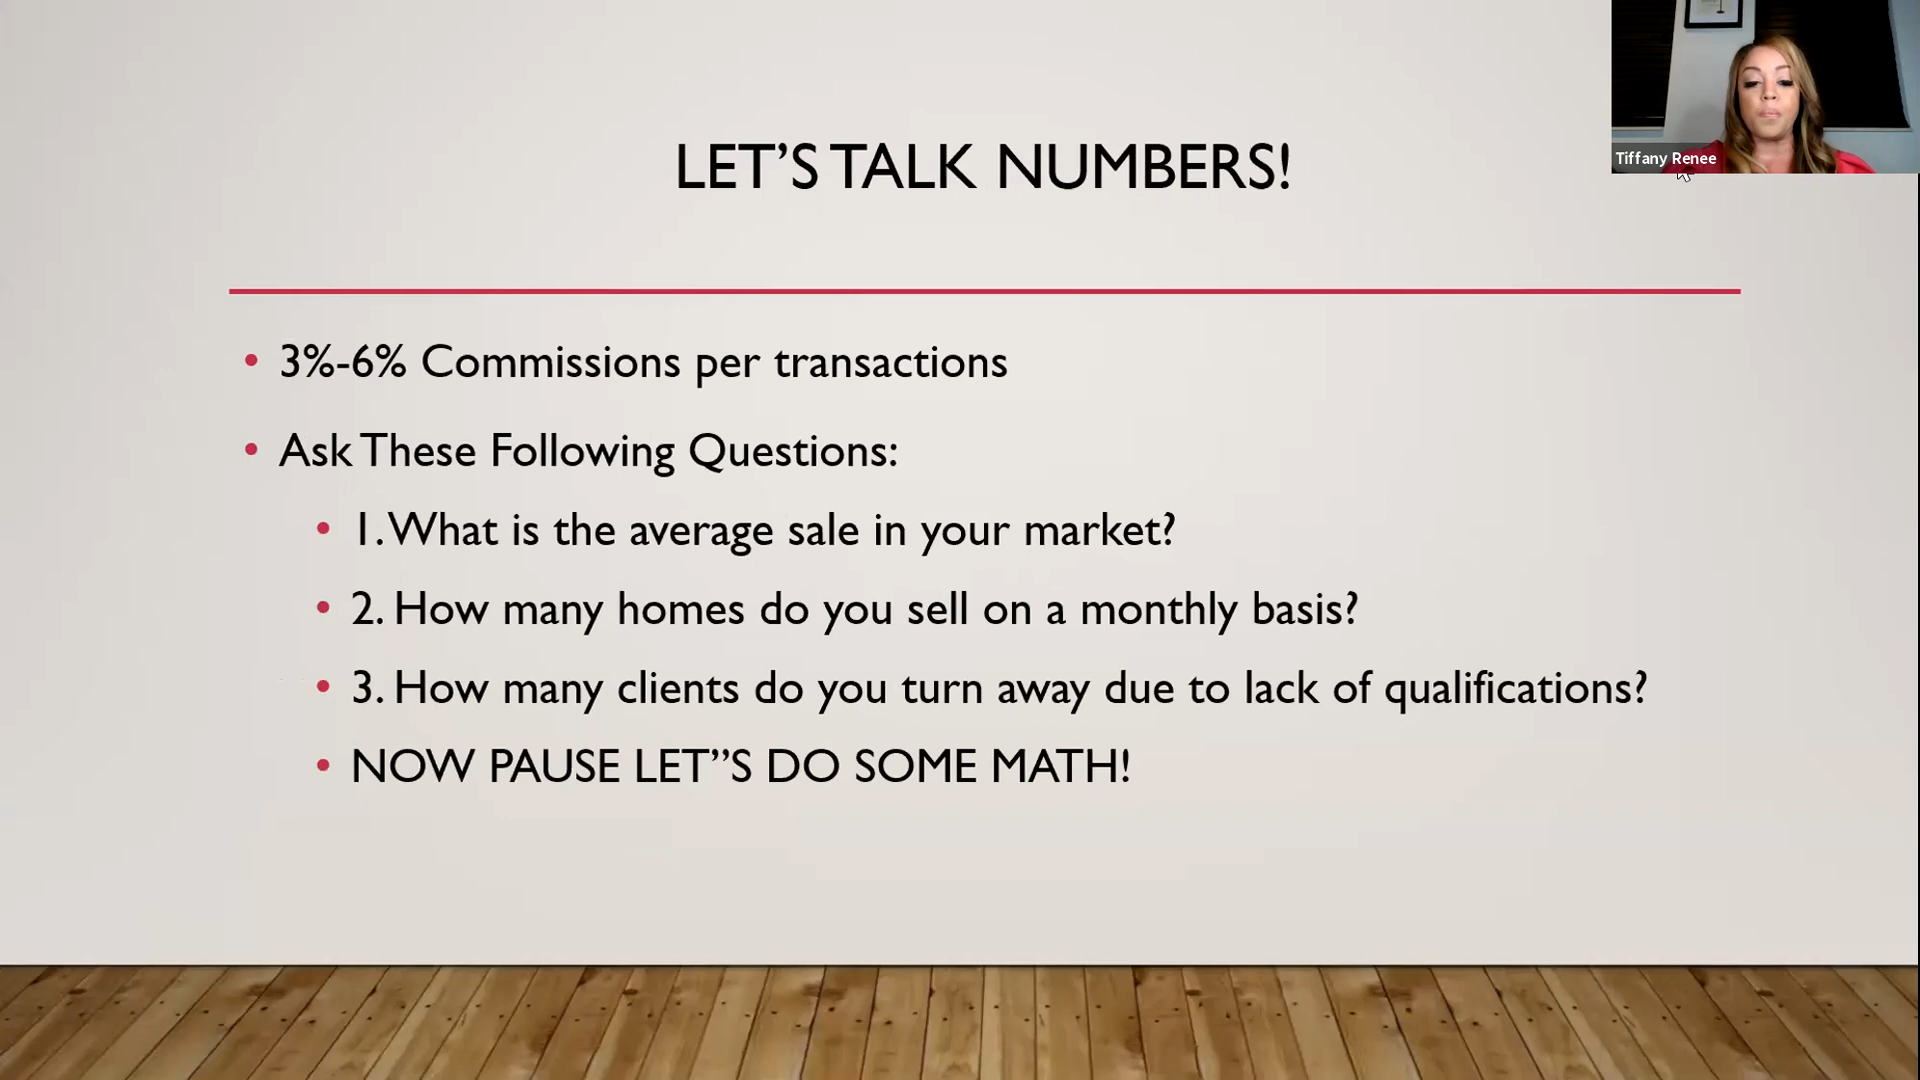 LET’S TALK NUMBERS!
Tiffany Renee
• 3%-6% Commissions per transactions
• Ask These Following Questions:
• 1. What is the average sale in your market?
• 2. How many homes do you sell on a monthly basis?
• 3. How many clients do you turn away due to lack of qualifications?
• NOW PAUSE LET”S DO SOME MATH!